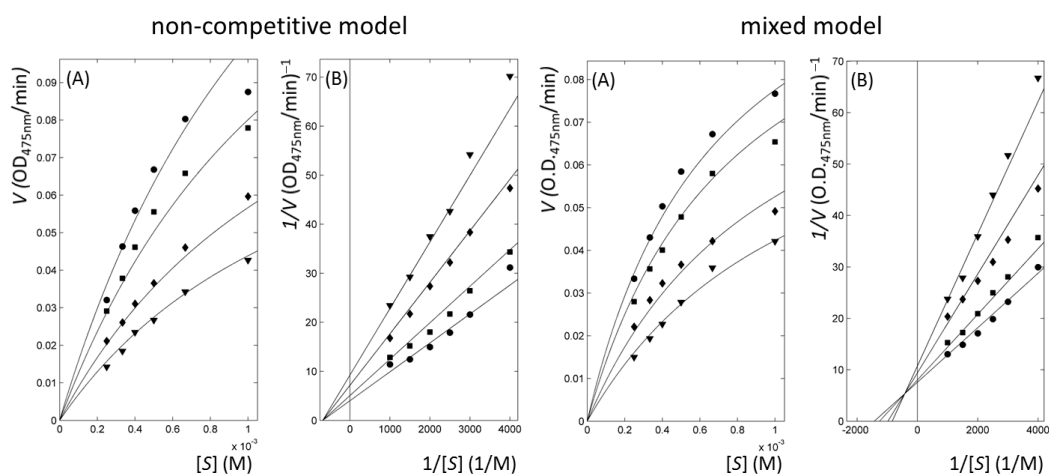 non-competitive model
mixed model
(A)
V (OD475nm/min)
0.09
0.08
0.07
0.06
0.05
0.04
0.03
0.02
0.01
0
0 0.2 0.4 0.6 0.8 1
x 10⁻³
[S] (M)
(B)
1/V (OD475nm/min)⁻¹
70
60
50
40
30
20
10
0
0 1000 2000 3000 4000
1/[S] (1/M)
(A)
V (O.D.475nm/min)
0.08
0.07
0.06
0.05
0.04
0.03
0.02
0.01
0
0 0.2 0.4 0.6 0.8 1
x 10⁻³
[S] (M)
(B)
1/V (O.D.475nm/min)⁻¹
70
60
50
40
30
20
10
0
-2000 0 2000 4000
1/[S] (1/M)